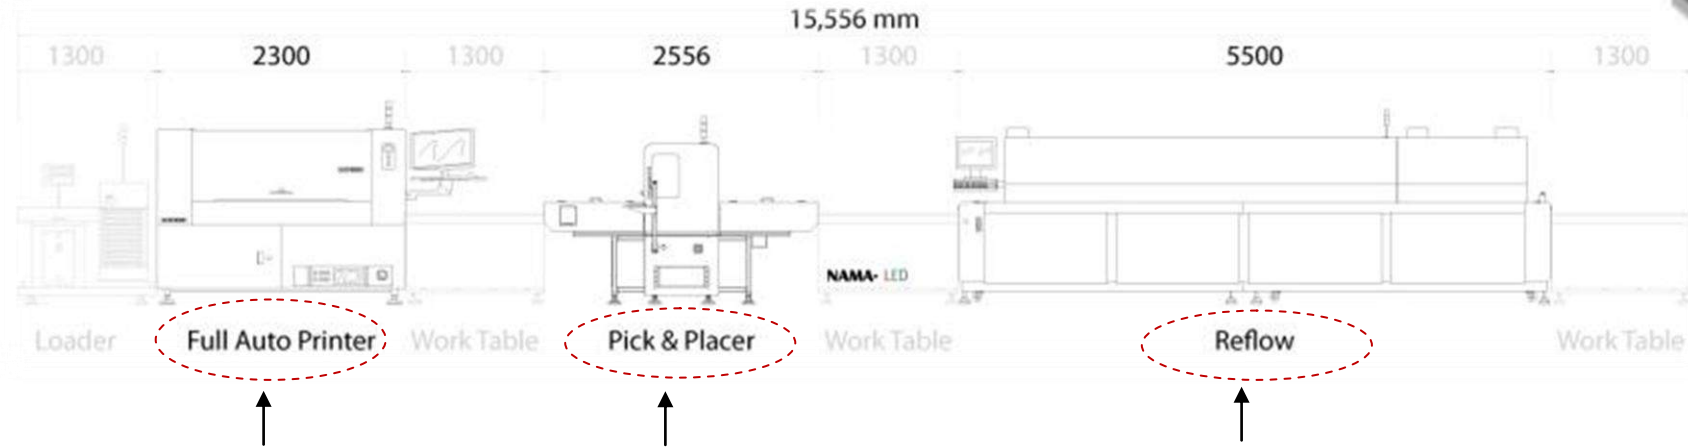 15,556 mm
1300 2300 1300 2556 1300 5500 1300
NAMA- LED
Loader Full Auto Printer Work Table Pick & Placer Work Table Reflow Work Table